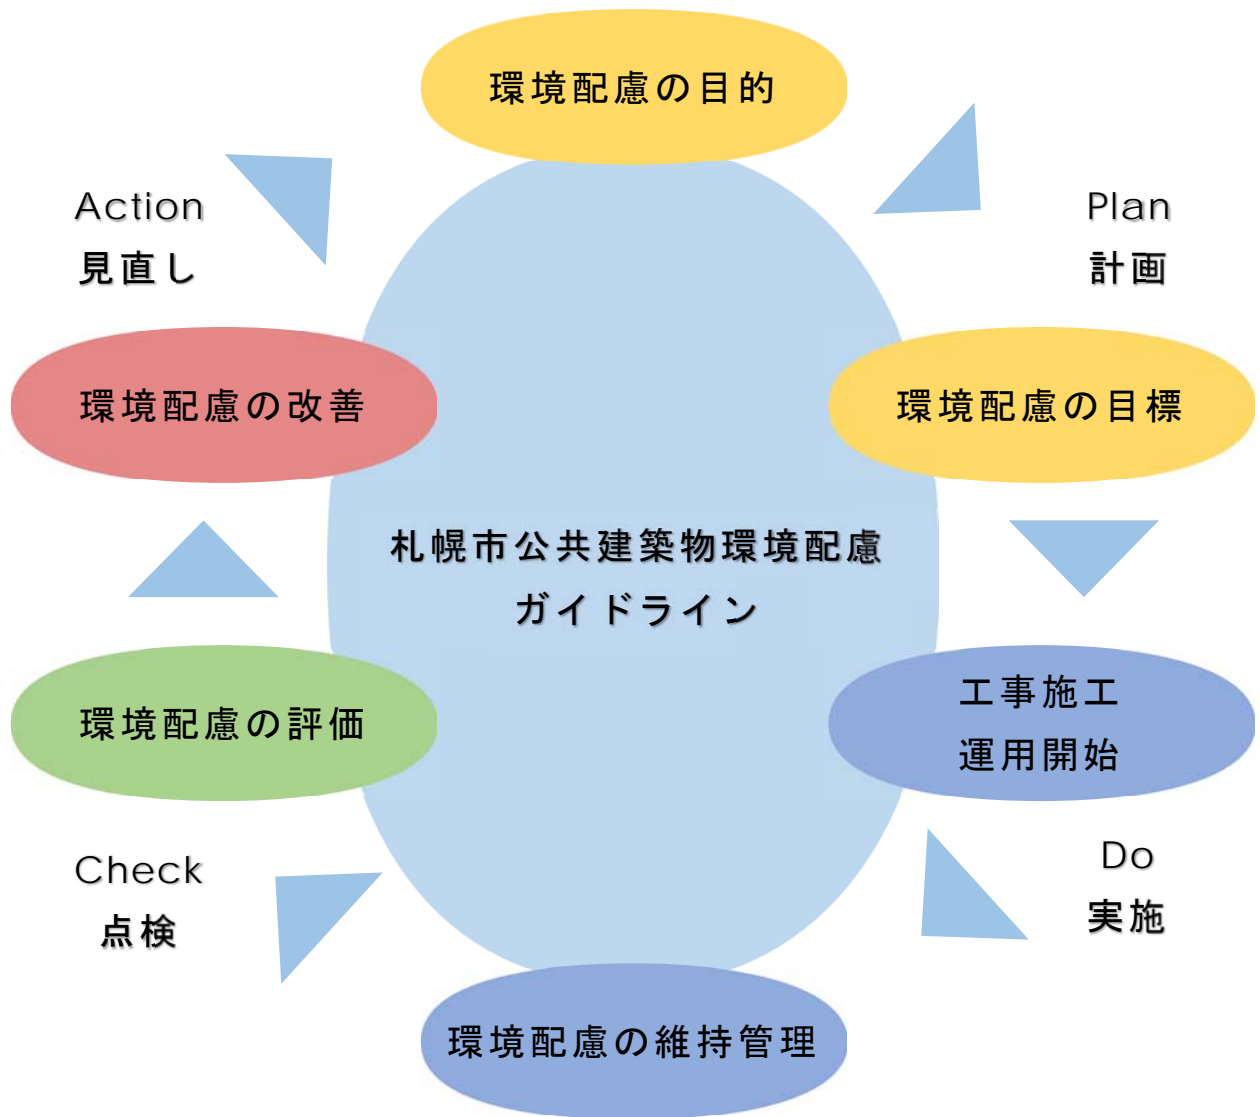 環境配慮の目的
Action
見直し
Plan
計画
環境配慮の改善
環境配慮の目標
札幌市公共建築物環境配慮
ガイドライン
環境配慮の評価
工事施工
運用開始
Check
点検
Do
実施
環境配慮の維持管理